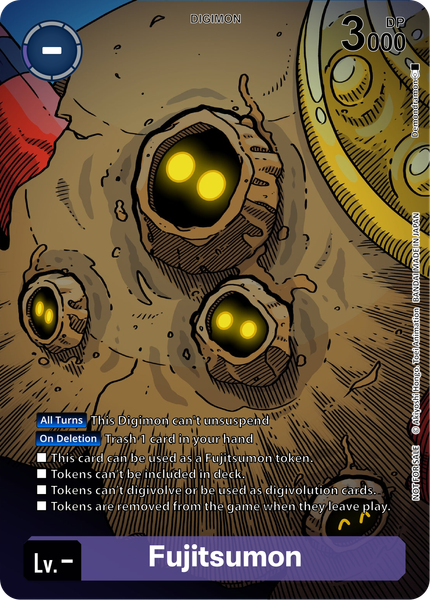 DIGIMON
DP
3000
-
All Turns This Digimon can't unsuspend
On Deletion Trash 1 card in your hand
This card can be used as a Fujitsumon token.
Tokens can't be included in deck.
Tokens can't digivolve or be used as digivolution cards.
Tokens are removed from the game when they leave play.
Lv.-
Fujitsumon
NOT FOR SALE © Akiyoshi Hongo, Toei Animation BANDAI MADE IN JAPAN
Demondramon